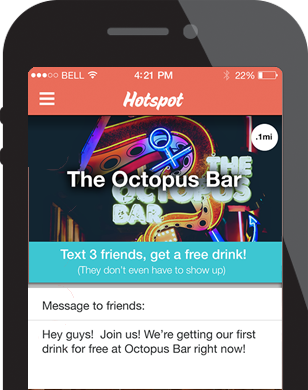 BELL 4:21 PM 22%
Hotspot
.1mi
THE
OCTOPUS
BAR
The Octopus Bar
Text 3 friends, get a free drink!
(They don't even have to show up)
Message to friends:
Hey guys!  Join us! We're getting our first
drink for free at Octopus Bar right now!